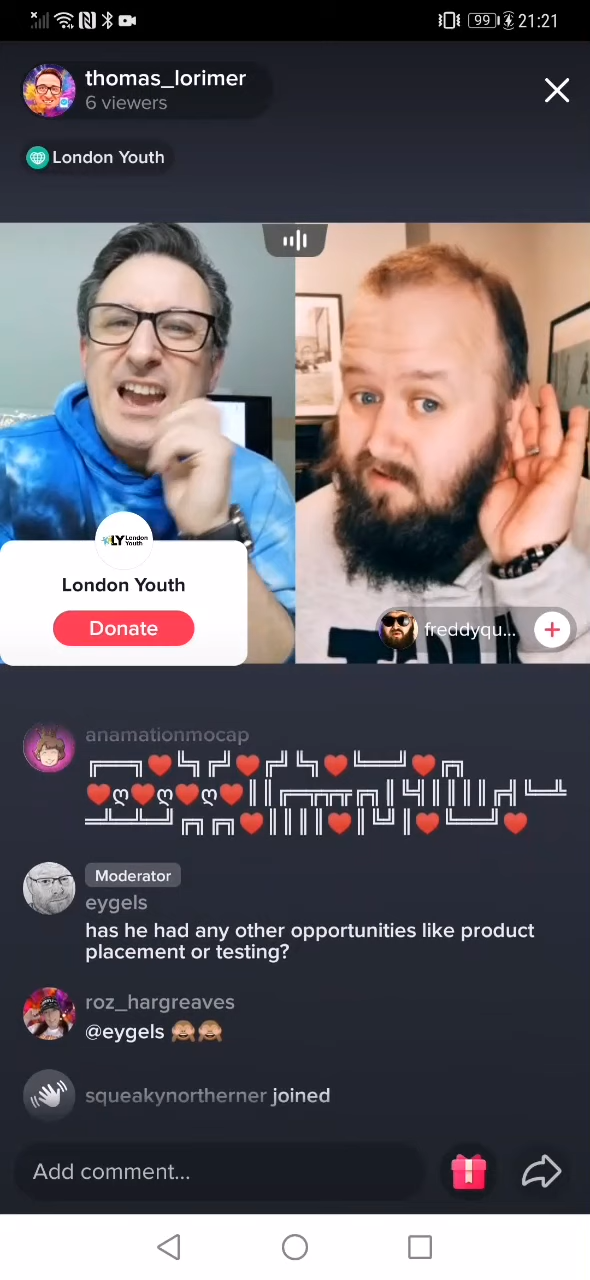 99 21:21
thomas_lorimer
6 viewers
London Youth
LY London
Youth
London Youth
Donate
freddyqu...
anamationmocap
Moderator
eygels
has he had any other opportunities like product
placement or testing?
roz_hargreaves
@eygels 🙈🙈
squeakynortherner joined
Add comment...